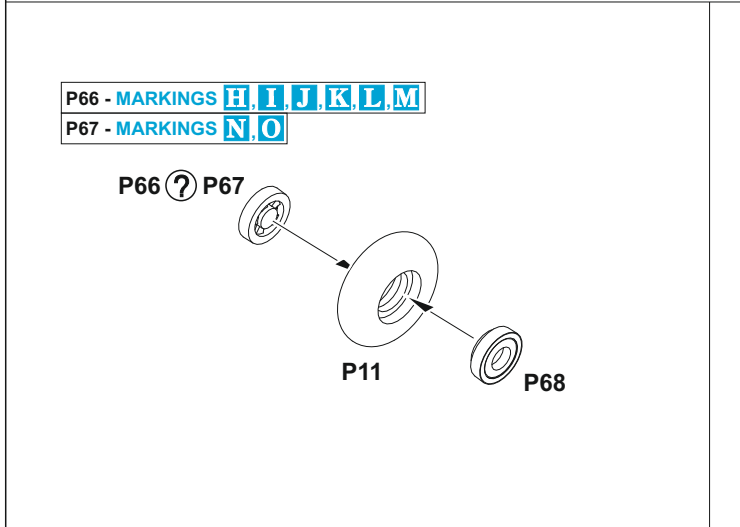 P66 - MARKINGS H, I, J, K, L, M
P67 - MARKINGS N, O
P66 ? P67
P11
P68